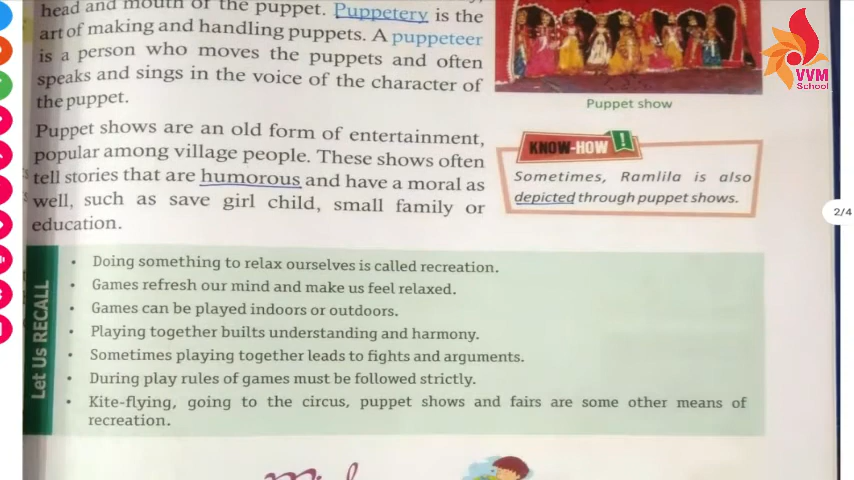 head and mouth of the puppet. Puppetery is the
art of making and handling puppets. A puppeteer
is a person who moves the puppets and often
speaks and sings in the voice of the character of
the puppet.
Puppet shows are an old form of entertainment,
popular among village people. These shows often
tell stories that are humorous and have a moral as
well, such as save girl child, small family or
education.
Puppet show
KNOW-HOW !
Sometimes, Ramlila is also
depicted through puppet shows.
VVM
School
2/4
Let Us RECALL
• Doing something to relax ourselves is called recreation.
• Games refresh our mind and make us feel relaxed.
• Games can be played indoors or outdoors.
• Playing together builts understanding and harmony.
• Sometimes playing together leads to fights and arguments.
• During play rules of games must be followed strictly.
• Kite-flying, going to the circus, puppet shows and fairs are some other means of
recreation.